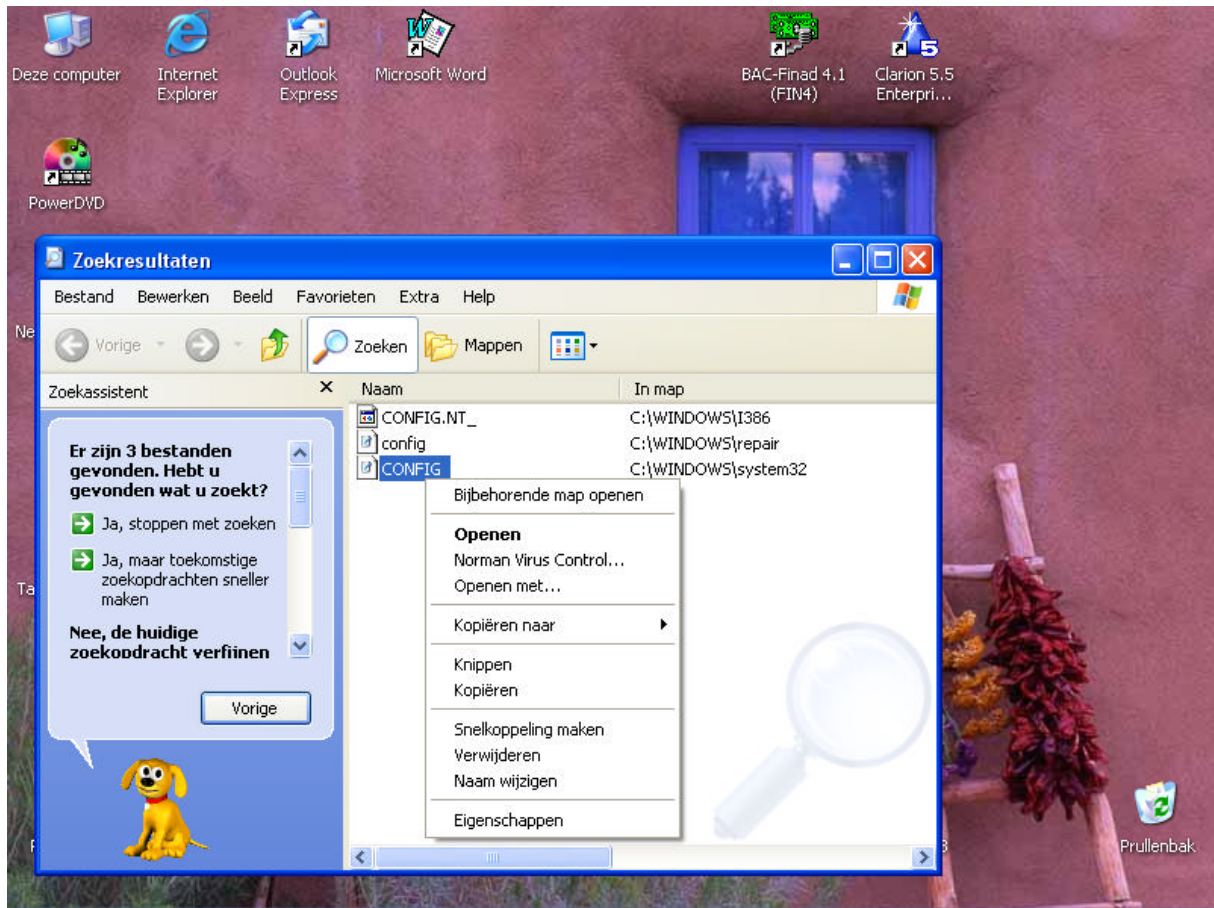 Deze computer
Internet
Explorer
Outlook
Express
Microsoft Word
BAC-Finad 4.1
(FIN4)
Clarion 5.5
Enterpri...
5
PowerDVD
Zoekresultaten
Bestand Bewerken Beeld Favorieten Extra Help
Ne
Vorige Zoeken Mappen
Zoekassistent
Naam In map
CONFIG.NT_ C:\WINDOWS\I386
config C:\WINDOWS\repair
CONFIG C:\WINDOWS\system32
Er zijn 3 bestanden
gevonden. Hebt u
gevonden wat u zoekt?
Ja, stoppen met zoeken
Ja, maar toekomstige
zoekopdrachten sneller
maken
Nee, de huidige
zoekopdracht verfijnen
Vorige
Ta
Bijbehorende map openen
Openen
Norman Virus Control...
Openen met...
Kopiëren naar
Knippen
Kopiëren
Snelkoppeling maken
Verwijderen
Naam wijzigen
Eigenschappen
Prullenbak